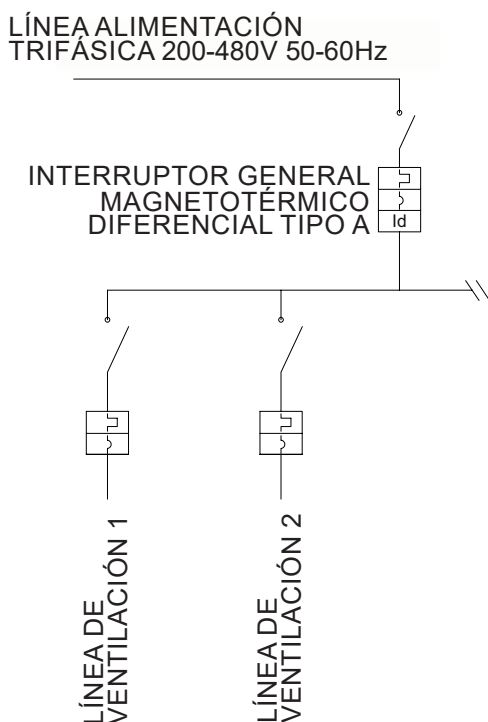 LÍNEA ALIMENTACIÓN
TRIFÁSICA 200-480V 50-60Hz
INTERRUPTOR GENERAL
MAGNETOTÉRMICO
DIFERENCIAL TIPO A
Id
LÍNEA DE
VENTILACIÓN 1
LÍNEA DE
VENTILACIÓN 2